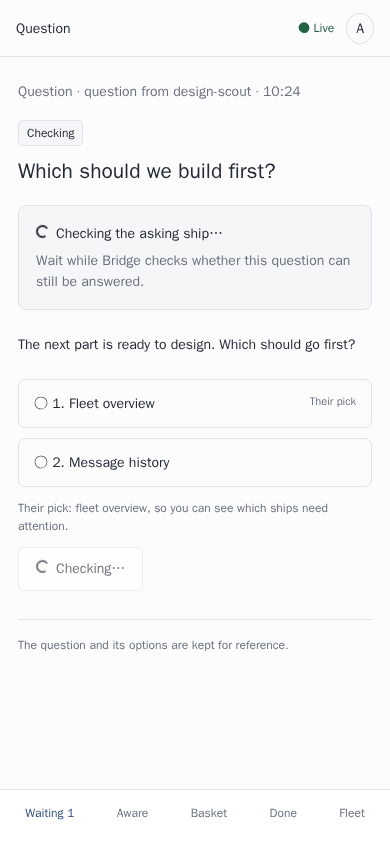 Question
Live
A
Question · question from design-scout · 10:24
Checking
Which should we build first?
Checking the asking ship···
Wait while Bridge checks whether this question can
still be answered.
The next part is ready to design. Which should go first?
1. Fleet overview
Their pick
2. Message history
Their pick: fleet overview, so you can see which ships need
attention.
Checking···
The question and its options are kept for reference.
Waiting 1
Aware
Basket
Done
Fleet